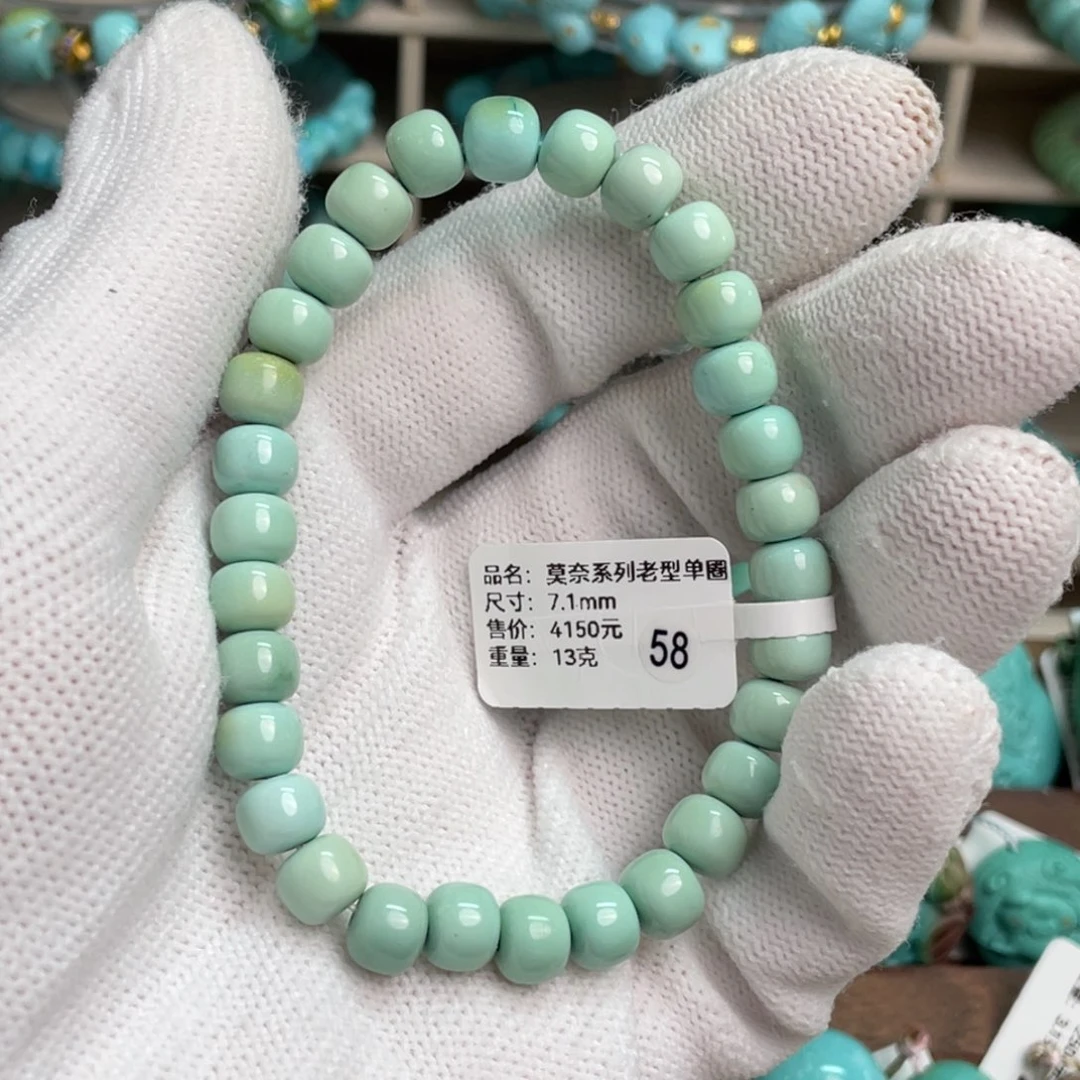 品名：莫奈系列老型单圈
尺寸：7.1mm
售价：4150元
重量：13克
58